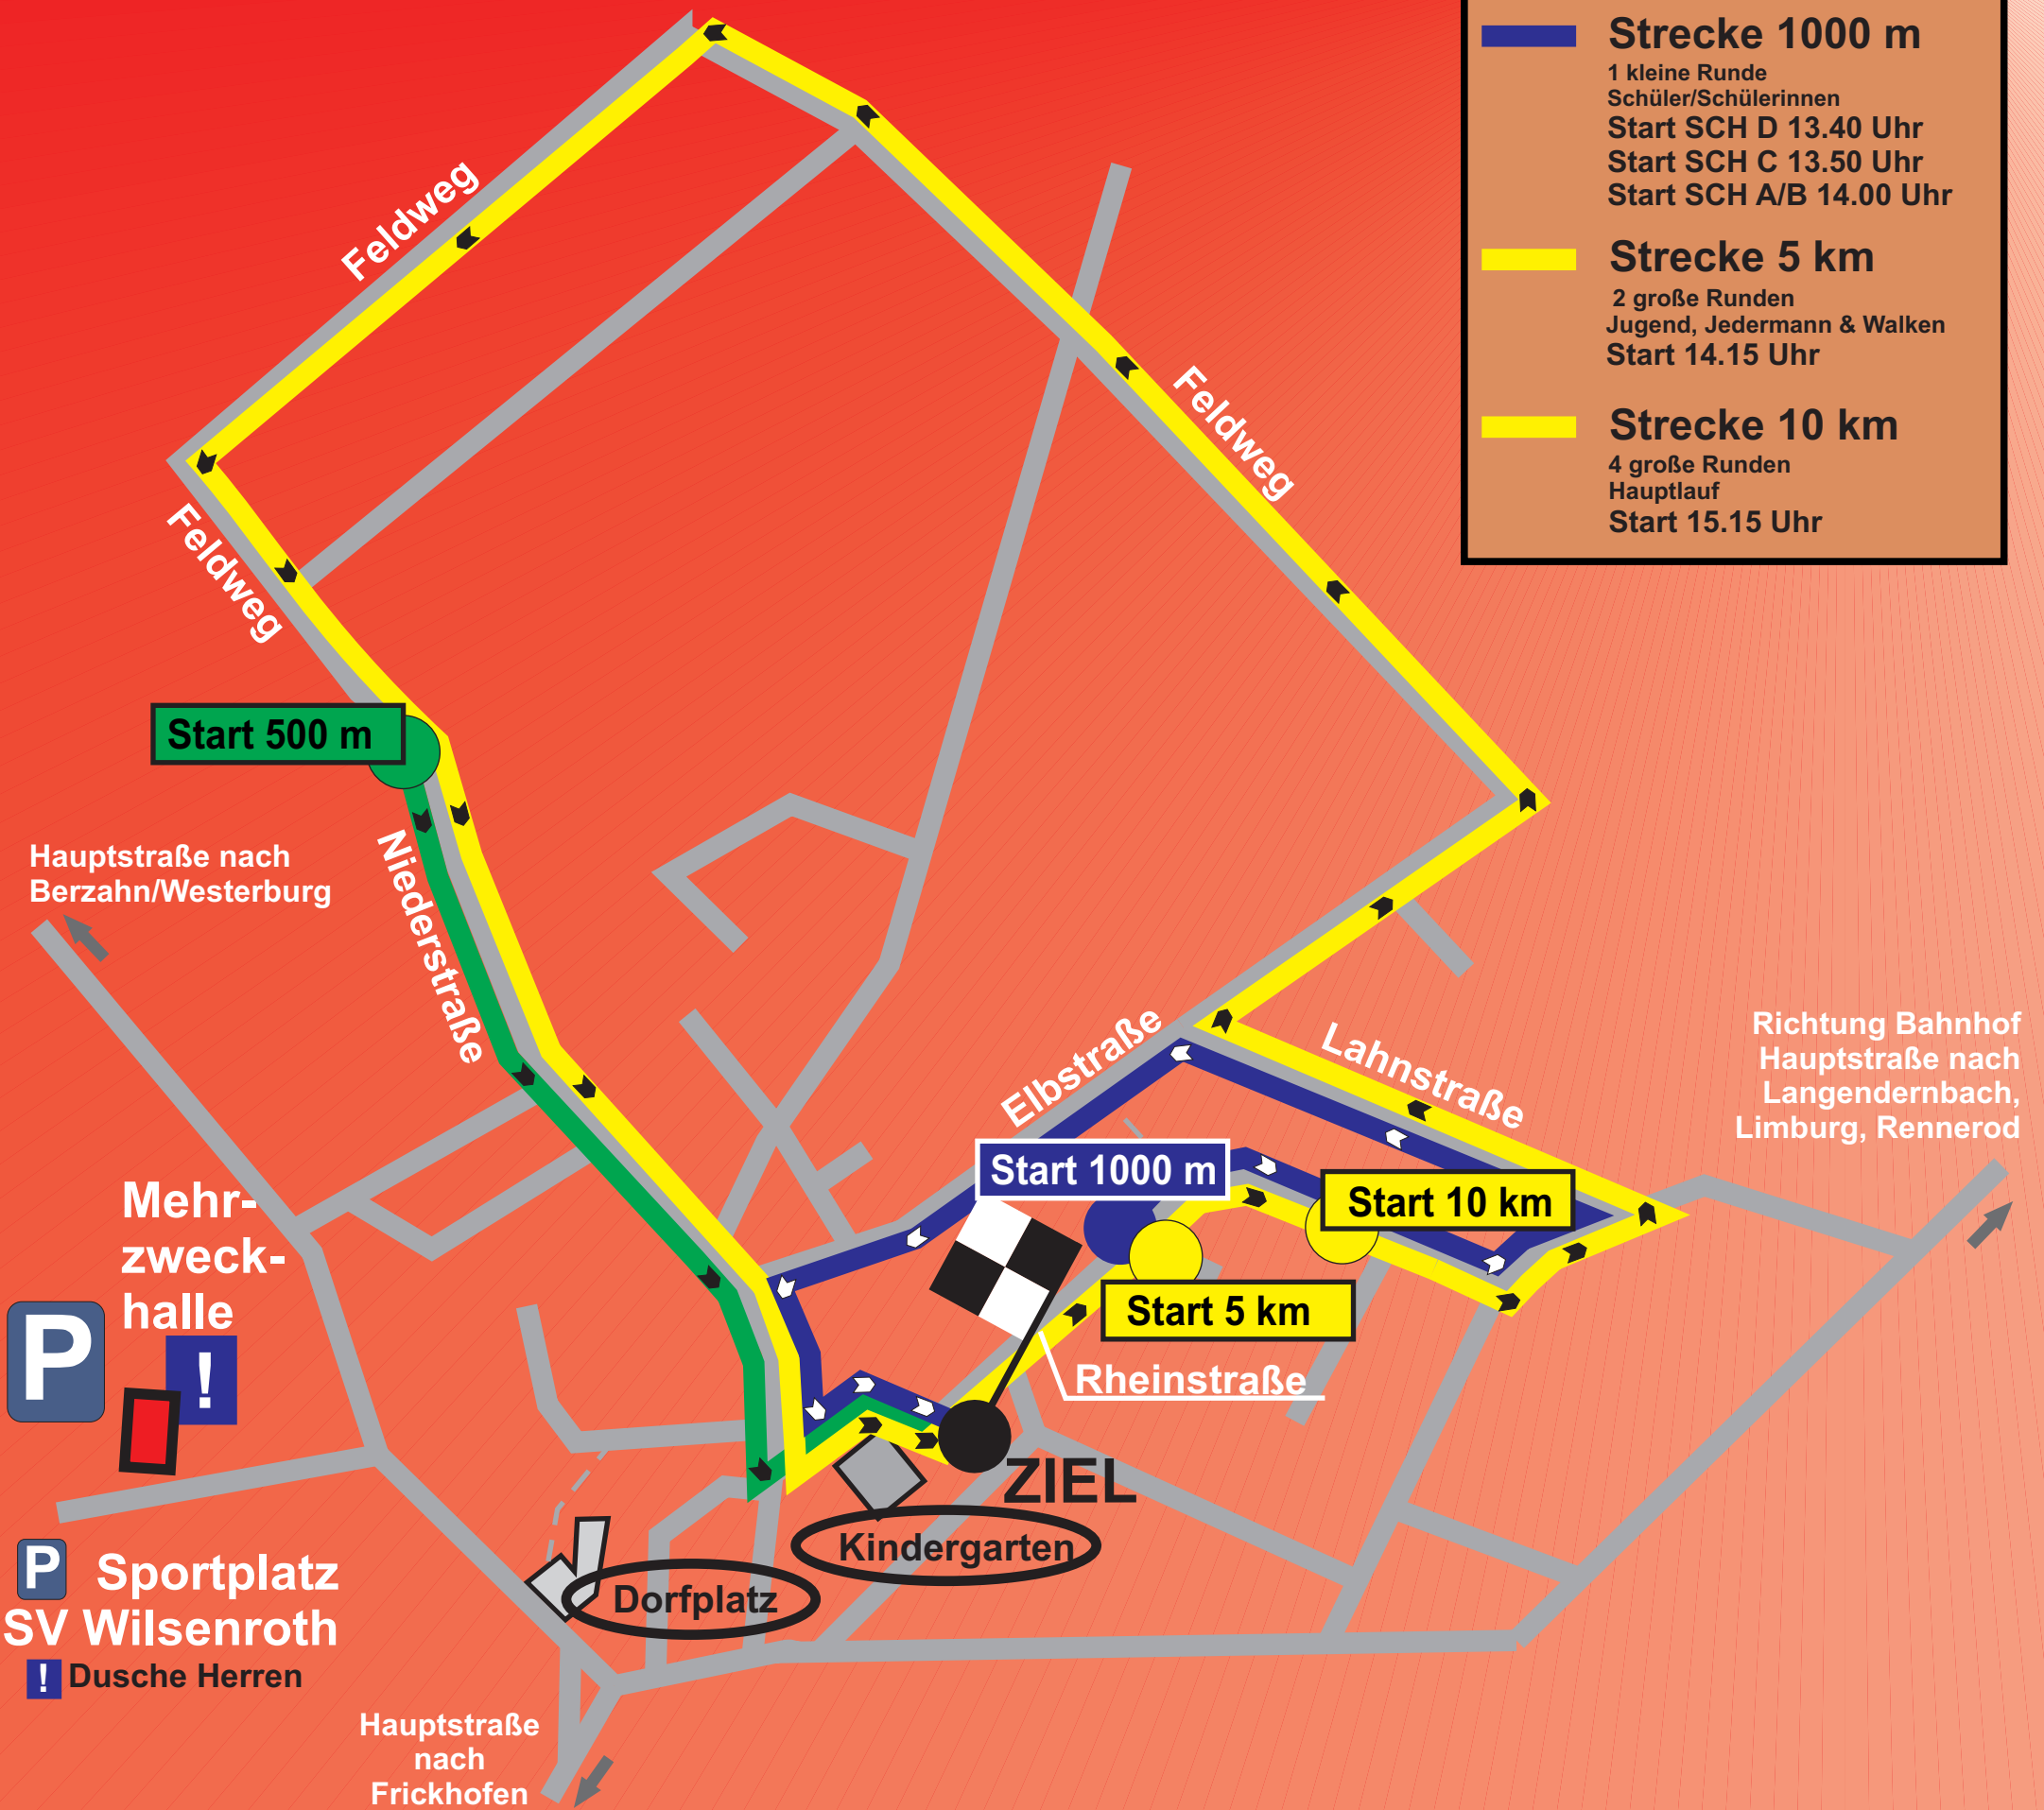 Strecke 1000 m
1 kleine Runde
Schüler/Schülerinnen
Start SCH D 13.40 Uhr
Start SCH C 13.50 Uhr
Start SCH A/B 14.00 Uhr
Strecke 5 km
2 große Runden
Jugend, Jedermann & Walken
Start 14.15 Uhr
Strecke 10 km
4 große Runden
Hauptlauf
Start 15.15 Uhr
Feldweg
Feldweg
Feldweg
Start 500 m
Niederstraße
Hauptstraße nach
Berzahn/Westerburg
Elbstraße
Lahnstraße
Richtung Bahnhof
Hauptstraße nach
Langendernbach,
Limburg, Rennerod
Start 1000 m
Start 10 km
Start 5 km
Rheinstraße
Mehr-
zweck-
halle
P
!
ZIEL
Kindergarten
Dorfplatz
P Sportplatz
SV Wilsenroth
! Dusche Herren
Hauptstraße
nach
Frickhofen